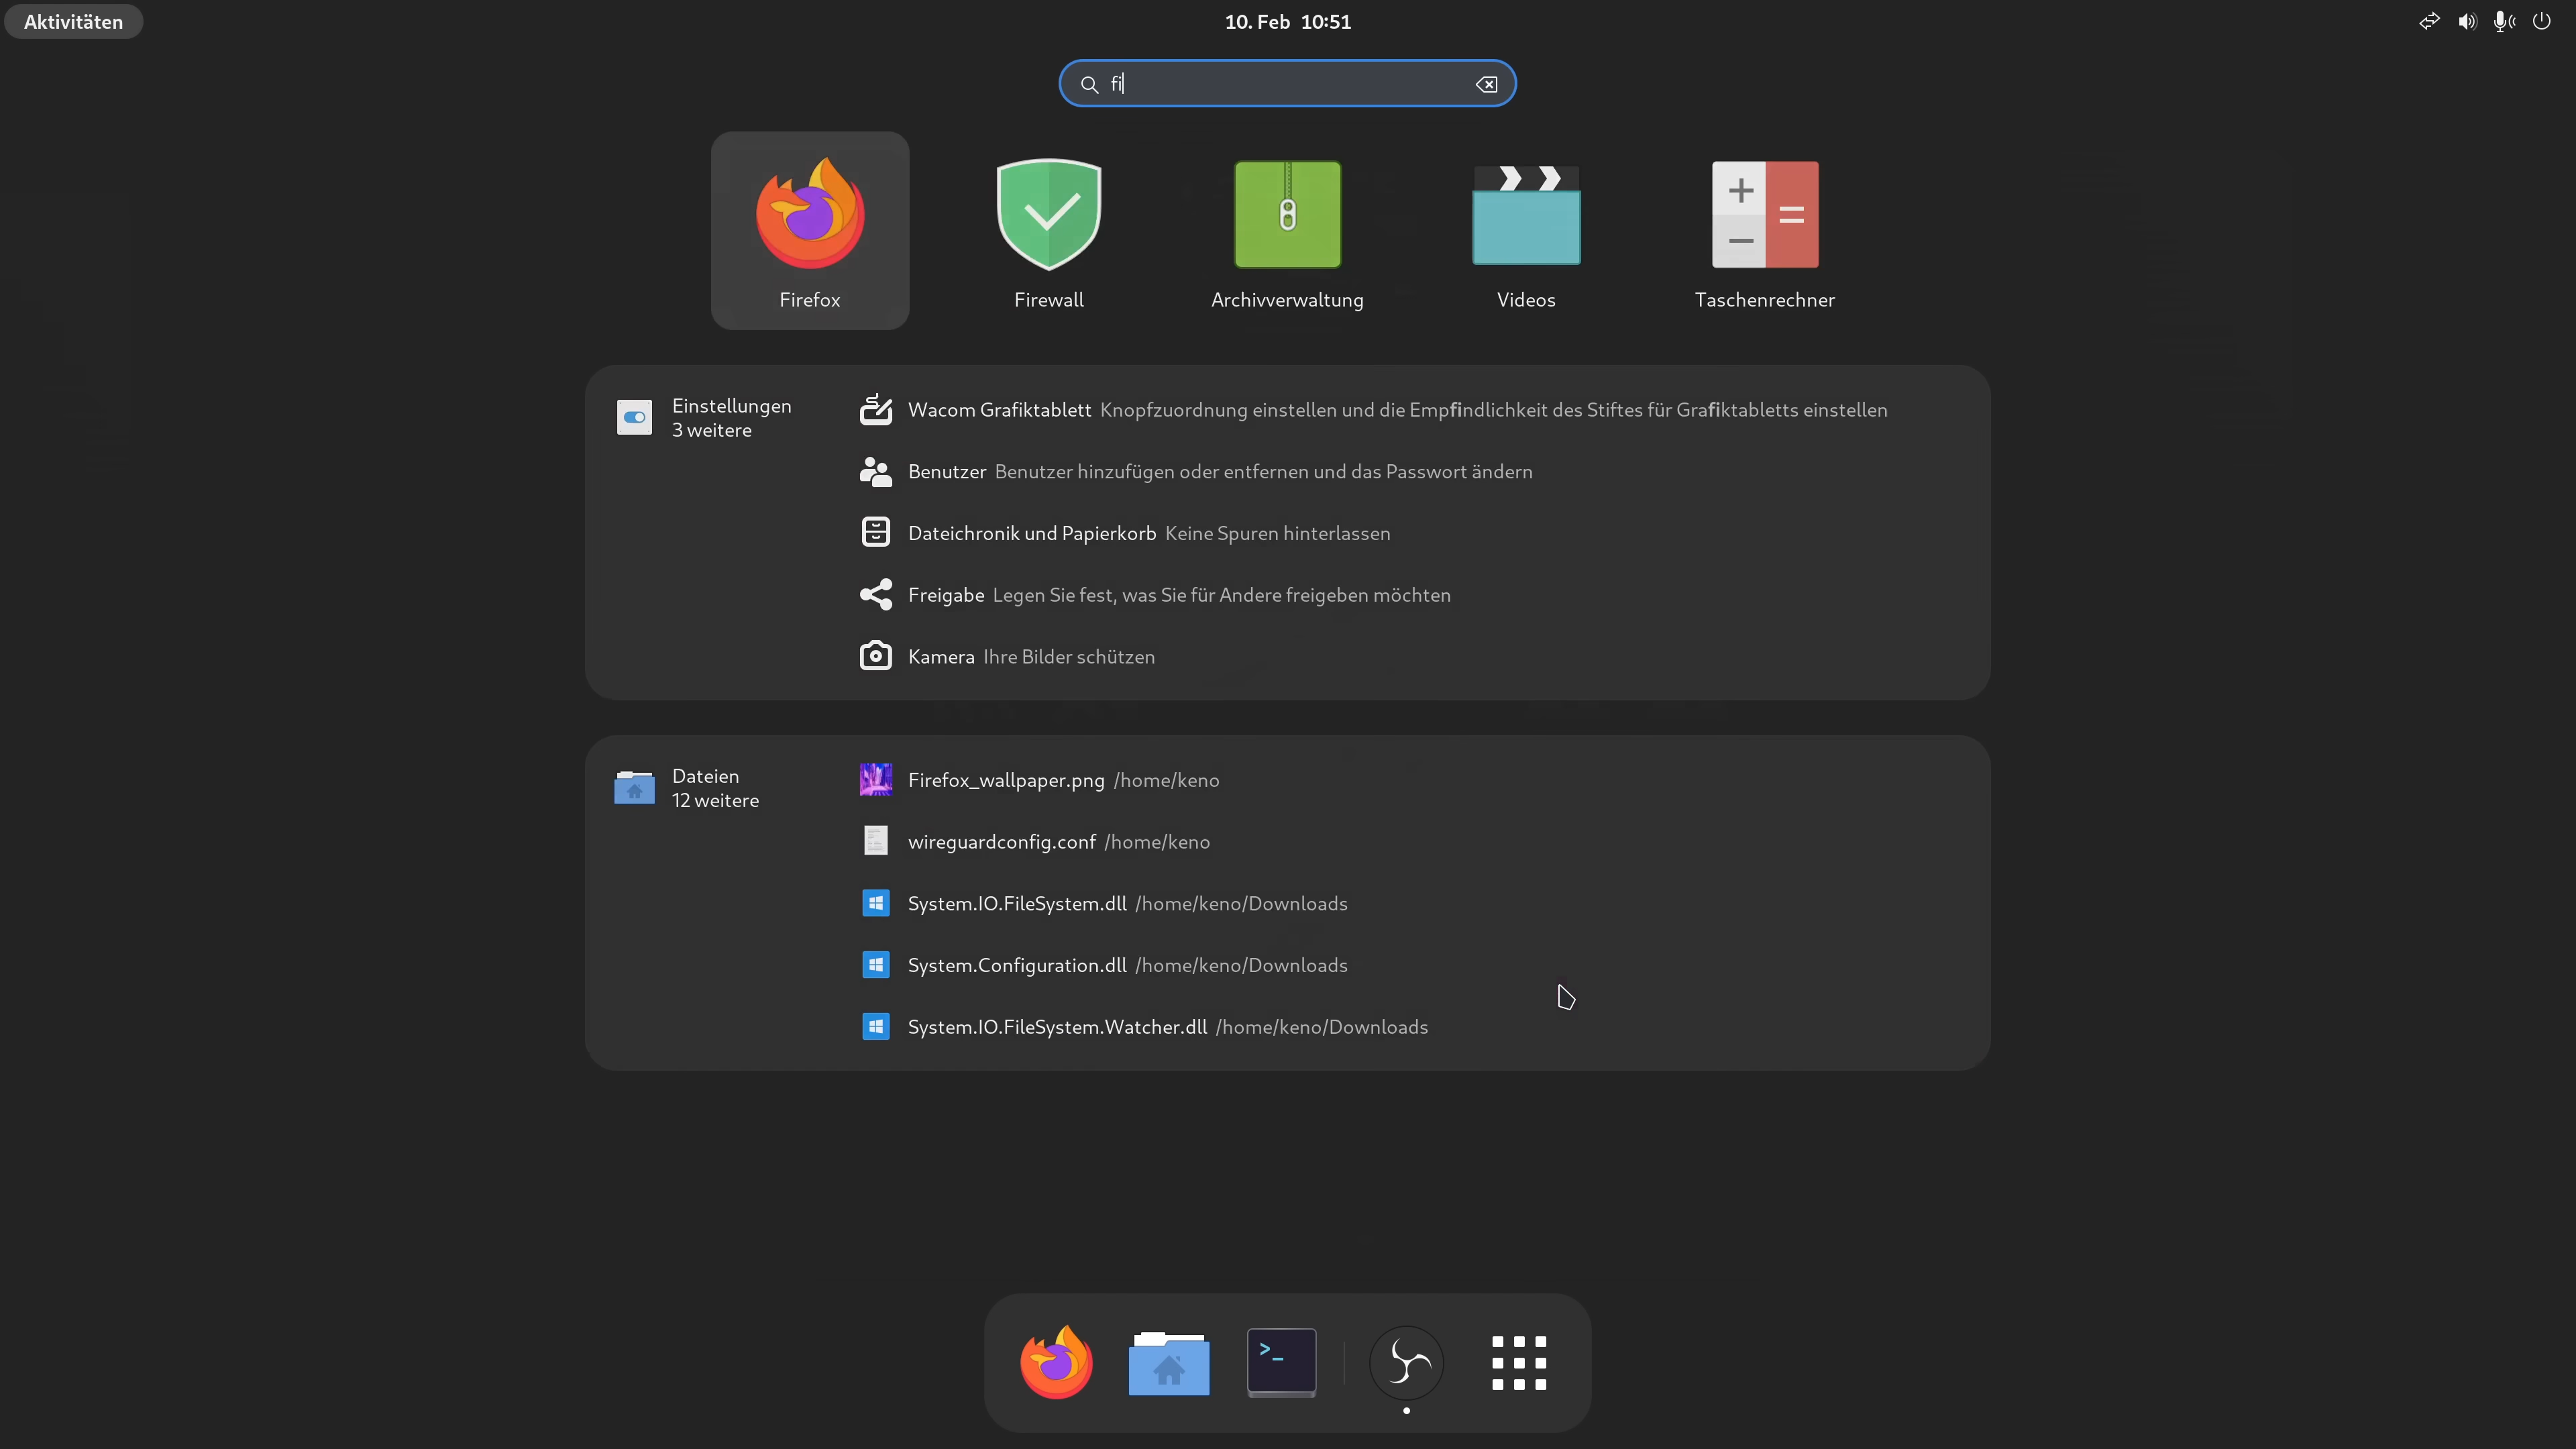 Aktivitäten
10. Feb 10:51
fi
Firefox
Firewall
Archivverwaltung
Videos
Taschenrechner
Einstellungen
3 weitere
Wacom Grafiktablett Knopfzuordnung einstellen und die Empfindlichkeit des Stiftes für Grafiktabletts einstellen
Benutzer Benutzer hinzufügen oder entfernen und das Passwort ändern
Dateichronik und Papierkorb Keine Spuren hinterlassen
Freigabe Legen Sie fest, was Sie für Andere freigeben möchten
Kamera Ihre Bilder schützen
Dateien
12 weitere
Firefox_wallpaper.png /home/keno
wireguardconfig.conf /home/keno
System.IO.FileSystem.dll /home/keno/Downloads
System.Configuration.dll /home/keno/Downloads
System.IO.FileSystem.Watcher.dll /home/keno/Downloads
>_